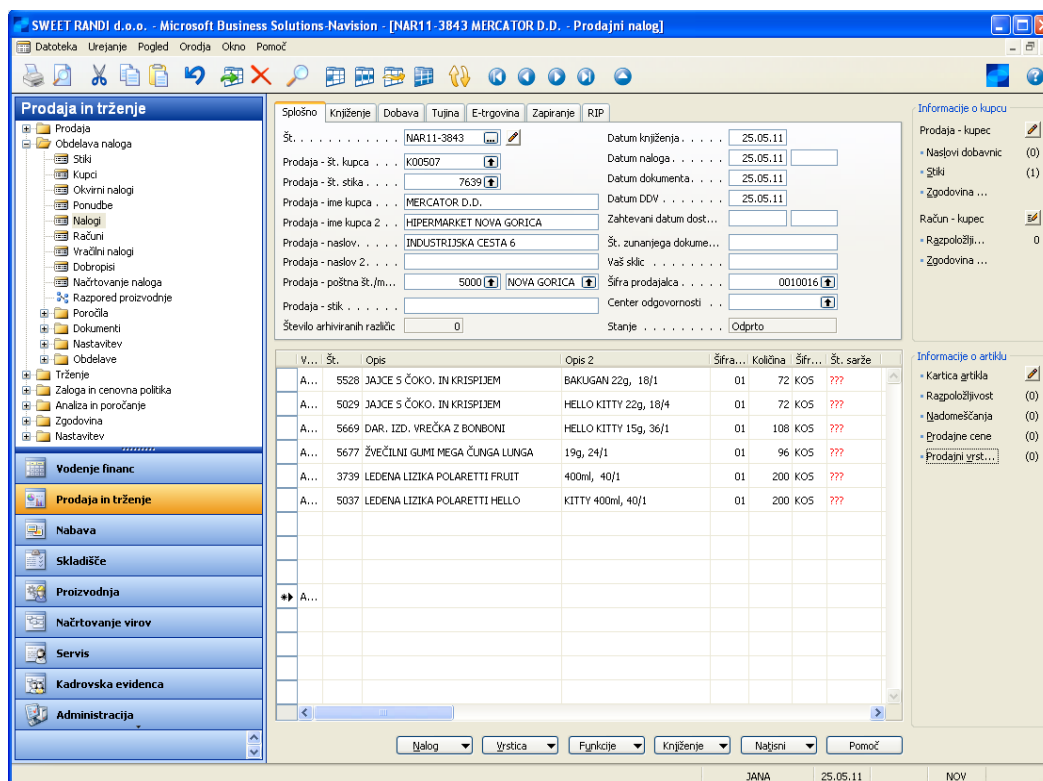 SWEET RANDI d.o.o. - Microsoft Business Solutions-Navision - [NAR11-3843 MERCATOR D.D. - Prodajni nalog]
Datoteka Urejanje Pogled Orodja Okno Pomoč
Prodaja in trženje
Prodaja
Obdelava naloga
Stiki
Kupci
Okvirni nalogi
Ponudbe
Nalogi
Računi
Vračilni nalogi
Dobropisi
Načrtovanje naloga
Razpored proizvodnje
Poročila
Dokumenti
Nastavitev
Obdelave
Trženje
Zaloga in cenovna politika
Analiza in poročanje
Zgodovina
Nastavitev
Vodenje financ
Prodaja in trženje
Nabava
Skladišče
Proizvodnja
Načrtovanje virov
Servis
Kadrovska evidenca
Administracija
Splošno Knjiženje Dobava Tujina E-trgovina Zapiranje RIP
Št. . . . . . . . . . . . NAR11-3843 ...
Prodaja - št. kupca . . . K00507
Prodaja - št. stika . . . . 7639
Prodaja - ime kupca . . MERCATOR D.D.
Prodaja - ime kupca 2 . . HIPERMARKET NOVA GORICA
Prodaja - naslov. . . . . INDUSTRIJSKA CESTA 6
Prodaja - naslov 2. . . .
Prodaja - poštna št./m... 5000 NOVA GORICA
Prodaja - stik . . . . . .
Število arhiviranih različic 0
Datum knjiženja . . . . 25.05.11
Datum naloga . . . . . . 25.05.11
Datum dokumenta. . . . 25.05.11
Datum DDV . . . . . . . 25.05.11
Zahtevani datum dost...
Št. zunanjega dokume...
Vaš sklic . . . . . . . .
Šifra prodajalca . . . . . 0010016
Center odgovornosti . .
Stanje . . . . . . . . . Odprto
V... Št. Opis Opis 2 Šifra... Količina Šifr... Št. sarže
A... 5528 JAJCE S ČOKO. IN KRISPIJEM BAKUGAN 22g, 18/1 01 72 KOS ???
A... 5029 JAJCE S ČOKO. IN KRISPIJEM HELLO KITTY 22g, 18/4 01 72 KOS ???
A... 5669 DAR. IZD. VREČKA Z BONBONI HELLO KITTY 15g, 36/1 01 108 KOS ???
A... 5677 ŽVEČILNI GUMI MEGA ČUNGA LUNGA 19g, 24/1 01 96 KOS ???
A... 3739 LEDENA LIZIKA POLARETTI FRUIT 400ml, 40/1 01 200 KOS ???
A... 5037 LEDENA LIZIKA POLARETTI HELLO KITTY 400ml, 40/1 01 200 KOS ???
A...
Nalog Vrstica Funkcije Knjiženje Natisni Pomoč
Informacije o kupcu
Prodaja - kupec
Naslovi dobavnic (0)
Stiki (1)
Zgodovina ...
Račun - kupec
Razpoložlji... 0
Zgodovina ...
Informacije o artiklu
Kartica artikla
Razpoložljivost (0)
Nadomeščanja (0)
Prodajne cene (0)
Prodajni vrst... (0)
JANA 25.05.11 NOV